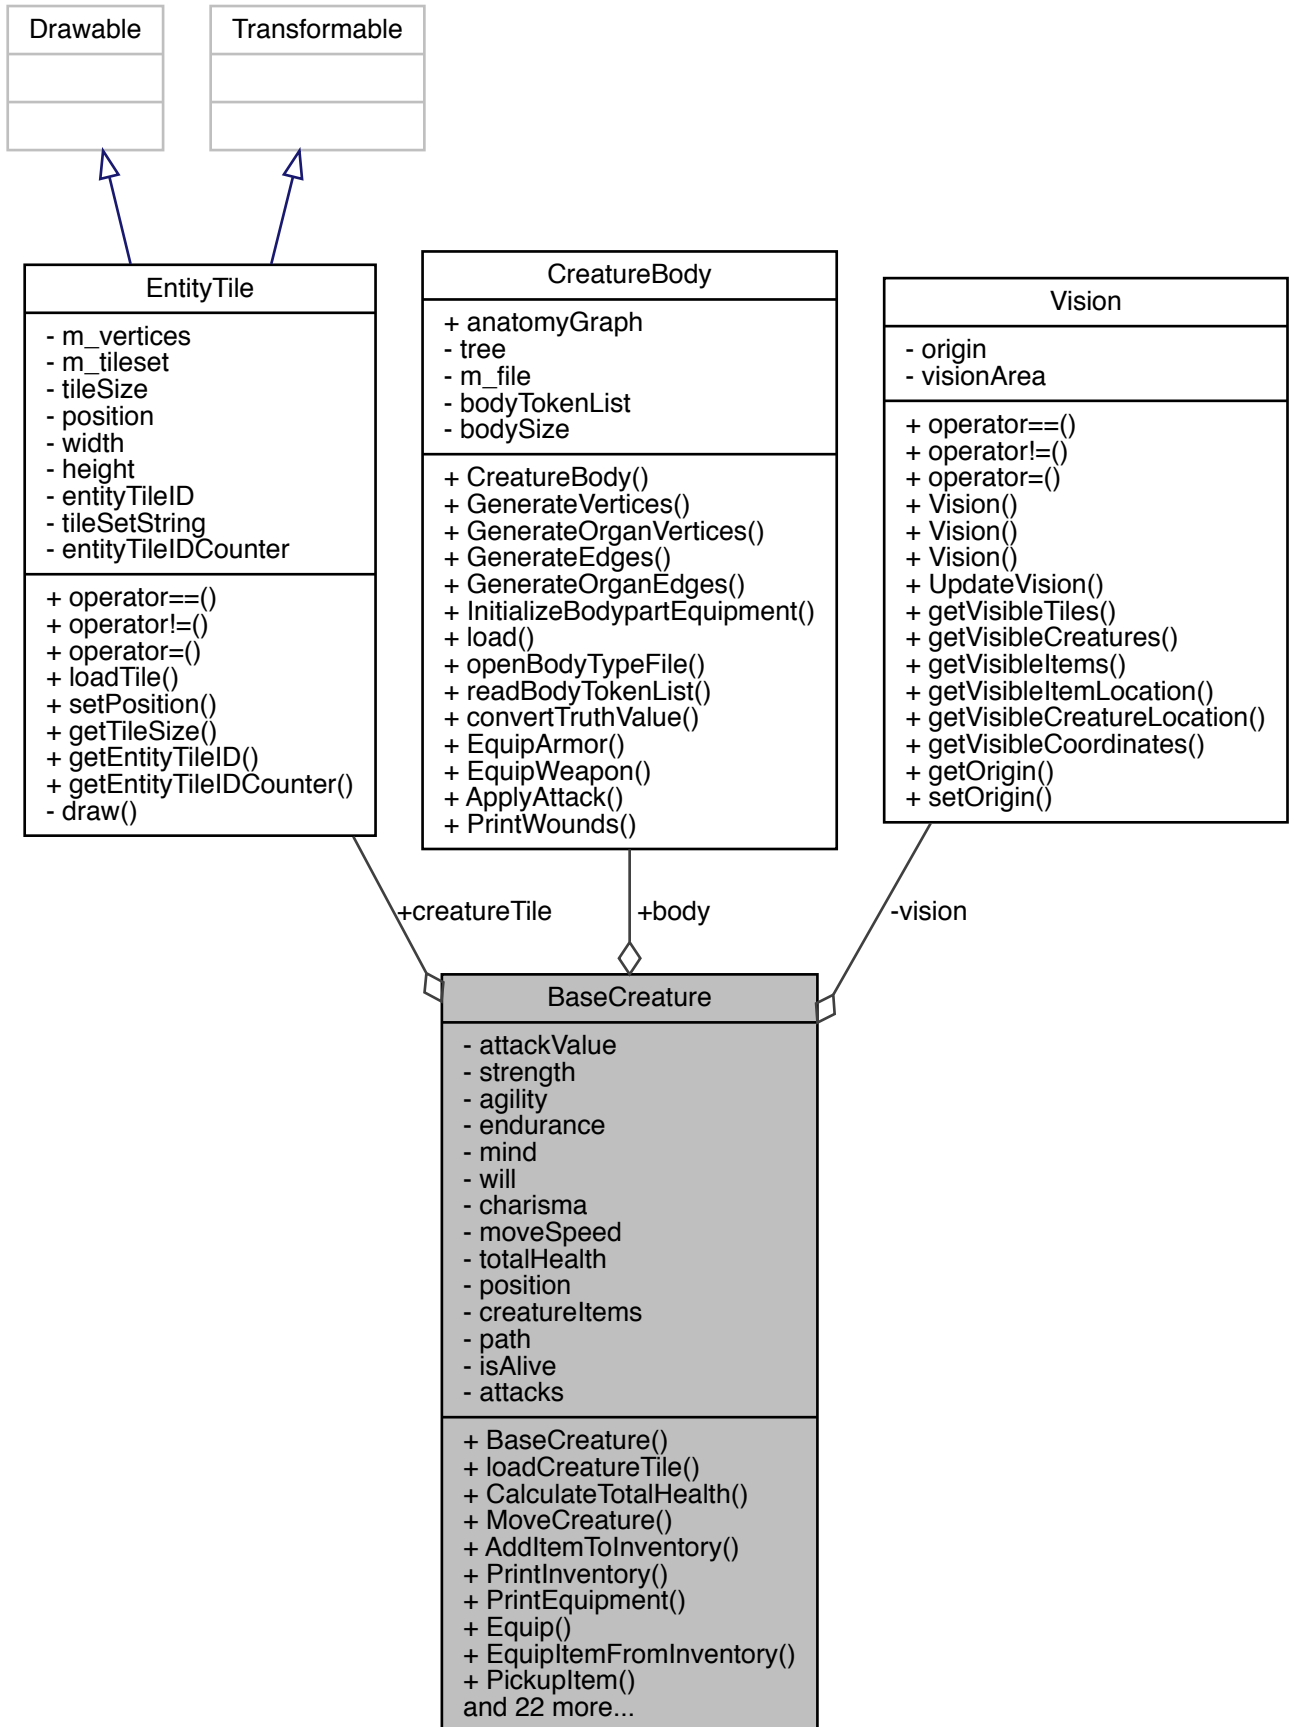 Drawable
Transformable
EntityTile
- m_vertices
- m_tileset
- tileSize
- position
- width
- height
- entityTileID
- tileSetString
- entityTileIDCounter
+ operator==()
+ operator!=()
+ operator=()
+ loadTile()
+ setPosition()
+ getTileSize()
+ getEntityTileID()
+ getEntityTileIDCounter()
- draw()
CreatureBody
+ anatomyGraph
- tree
- m_file
- bodyTokenList
- bodySize
+ CreatureBody()
+ GenerateVertices()
+ GenerateOrganVertices()
+ GenerateEdges()
+ GenerateOrganEdges()
+ InitializeBodypartEquipment()
+ load()
+ openBodyTypeFile()
+ readBodyTokenList()
+ convertTruthValue()
+ EquipArmor()
+ EquipWeapon()
+ ApplyAttack()
+ PrintWounds()
Vision
- origin
- visionArea
+ operator==()
+ operator!=()
+ operator=()
+ Vision()
+ Vision()
+ Vision()
+ UpdateVision()
+ getVisibleTiles()
+ getVisibleCreatures()
+ getVisibleItems()
+ getVisibleItemLocation()
+ getVisibleCreatureLocation()
+ getVisibleCoordinates()
+ getOrigin()
+ setOrigin()
+creatureTile
+body
-vision
BaseCreature
- attackValue
- strength
- agility
- endurance
- mind
- will
- charisma
- moveSpeed
- totalHealth
- position
- creatureItems
- path
- isAlive
- attacks
+ BaseCreature()
+ loadCreatureTile()
+ CalculateTotalHealth()
+ MoveCreature()
+ AddItemToInventory()
+ PrintInventory()
+ PrintEquipment()
+ Equip()
+ EquipItemFromInventory()
+ PickupItem()
and 22 more...